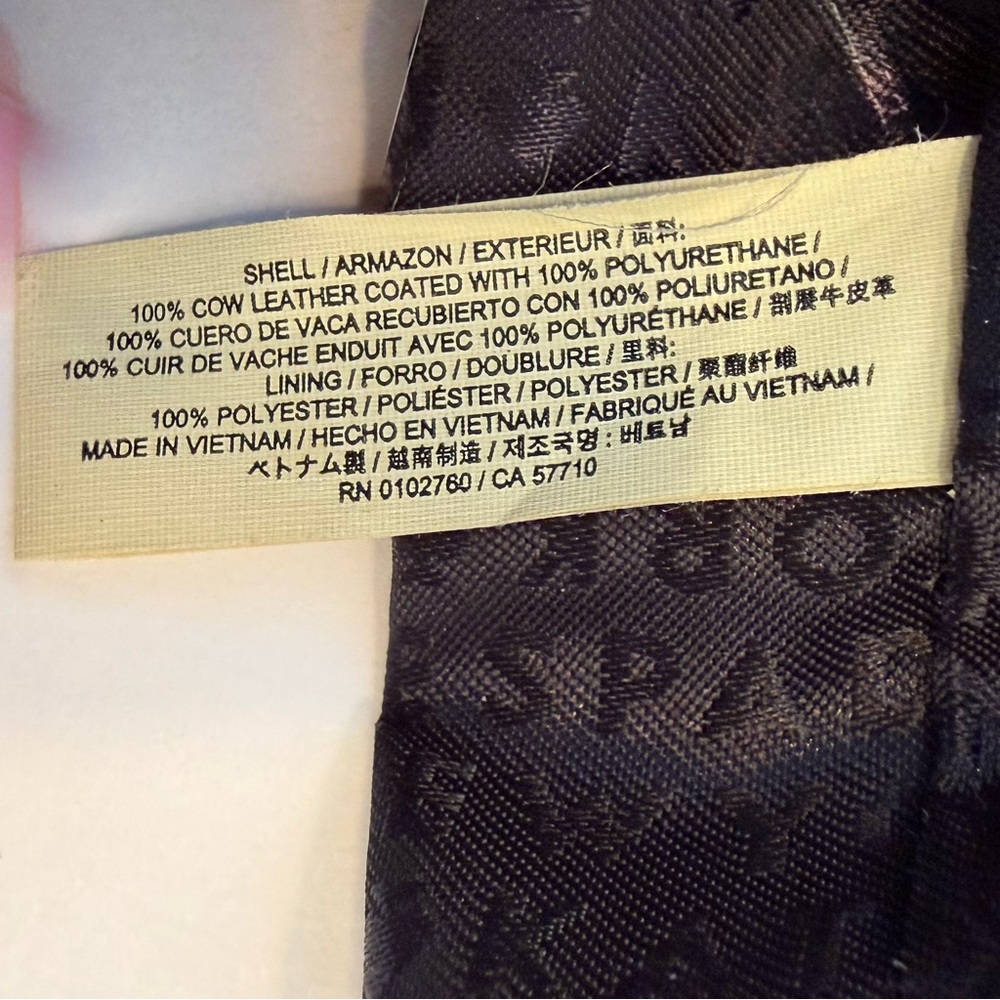 SHELL / ARMAZON / EXTERIEUR / 面料:
100% COW LEATHER COATED WITH 100% POLYURETHANE /
100% CUERO DE VACA RECUBIERTO CON 100% POLIURETANO /
100% CUIR DE VACHE ENDUIT AVEC 100% POLYURÉTHANE / 剖层牛皮革
LINING / FORRO / DOUBLURE / 里料:
100% POLYESTER / POLIÉSTER / POLYESTER / 聚酯纤维
MADE IN VIETNAM / HECHO EN VIETNAM / FABRIQUÉ AU VIETNAM /
ベトナム製 / 越南制造 / 제조국명 : 베트남
RN 0102760 / CA 57710